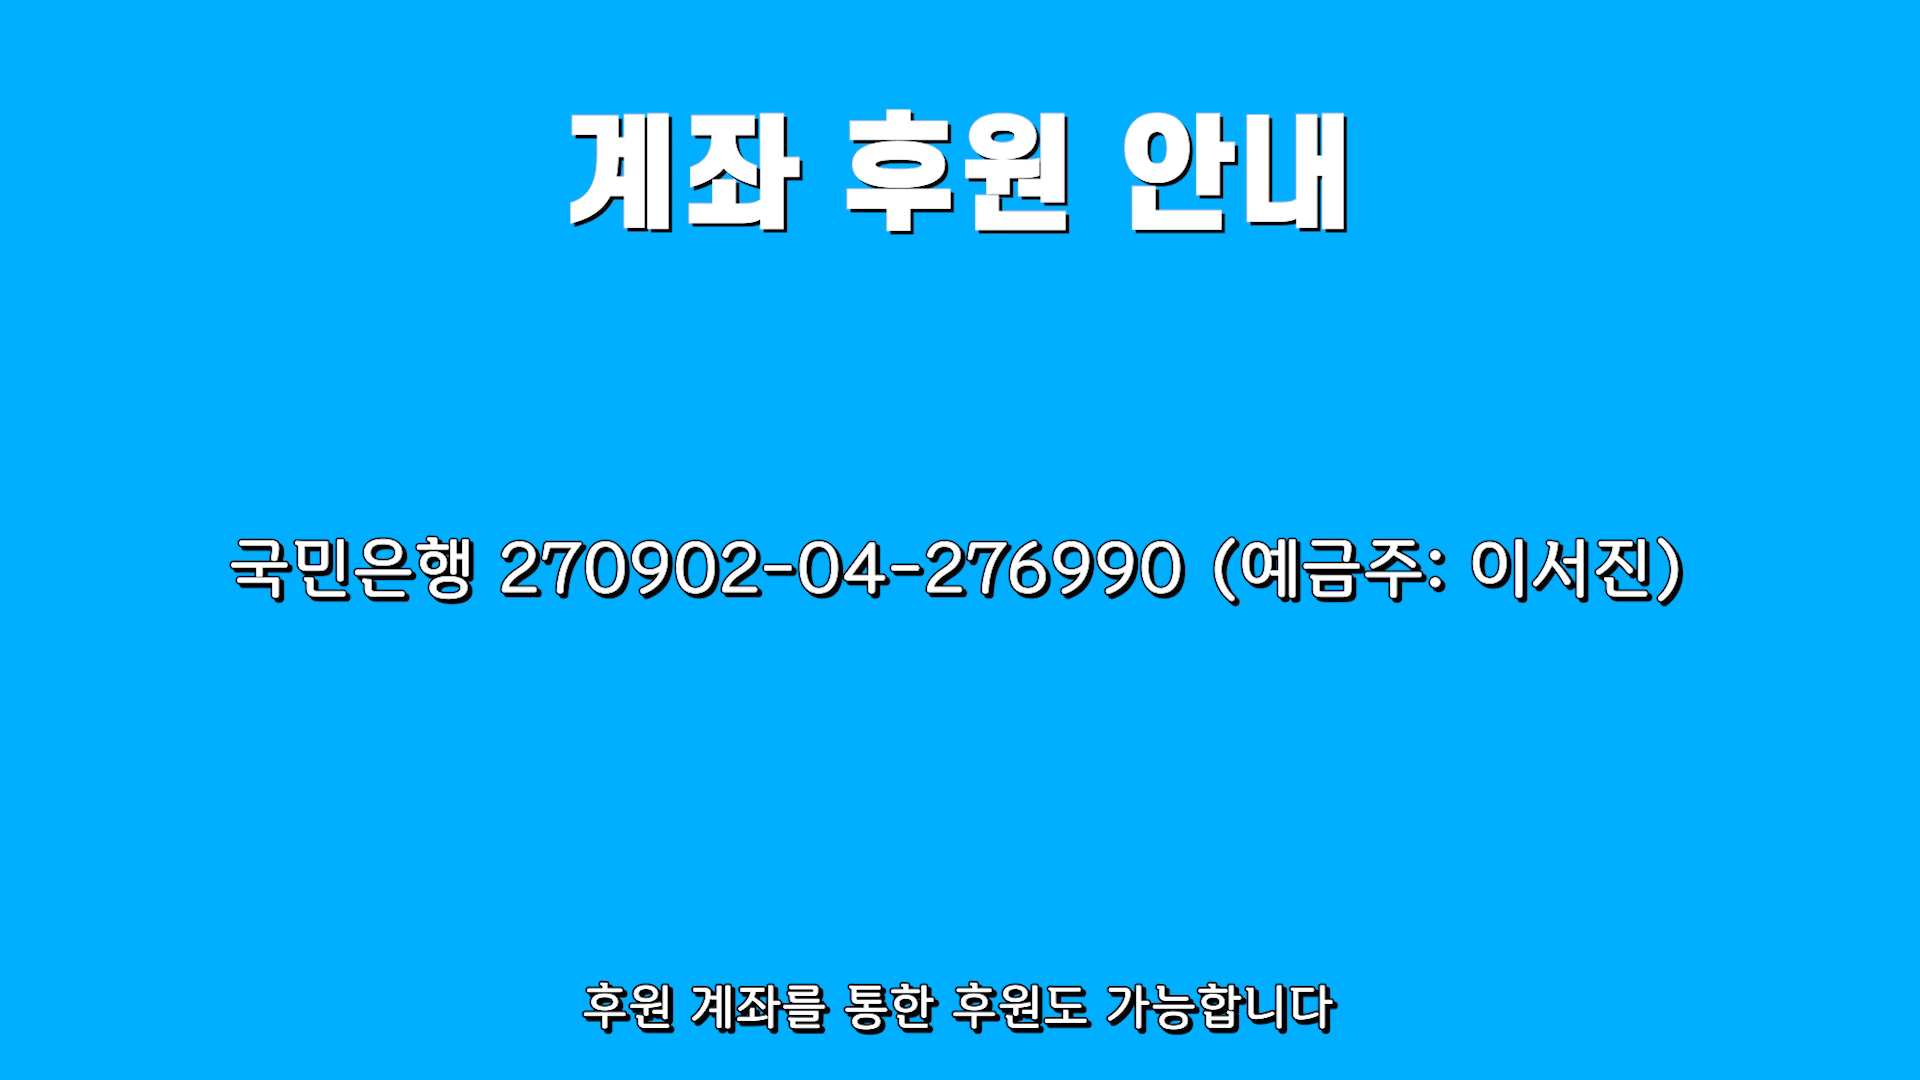 계좌 후원 안내
국민은행 270902-04-276990 (예금주: 이서진)
후원 계좌를 통한 후원도 가능합니다